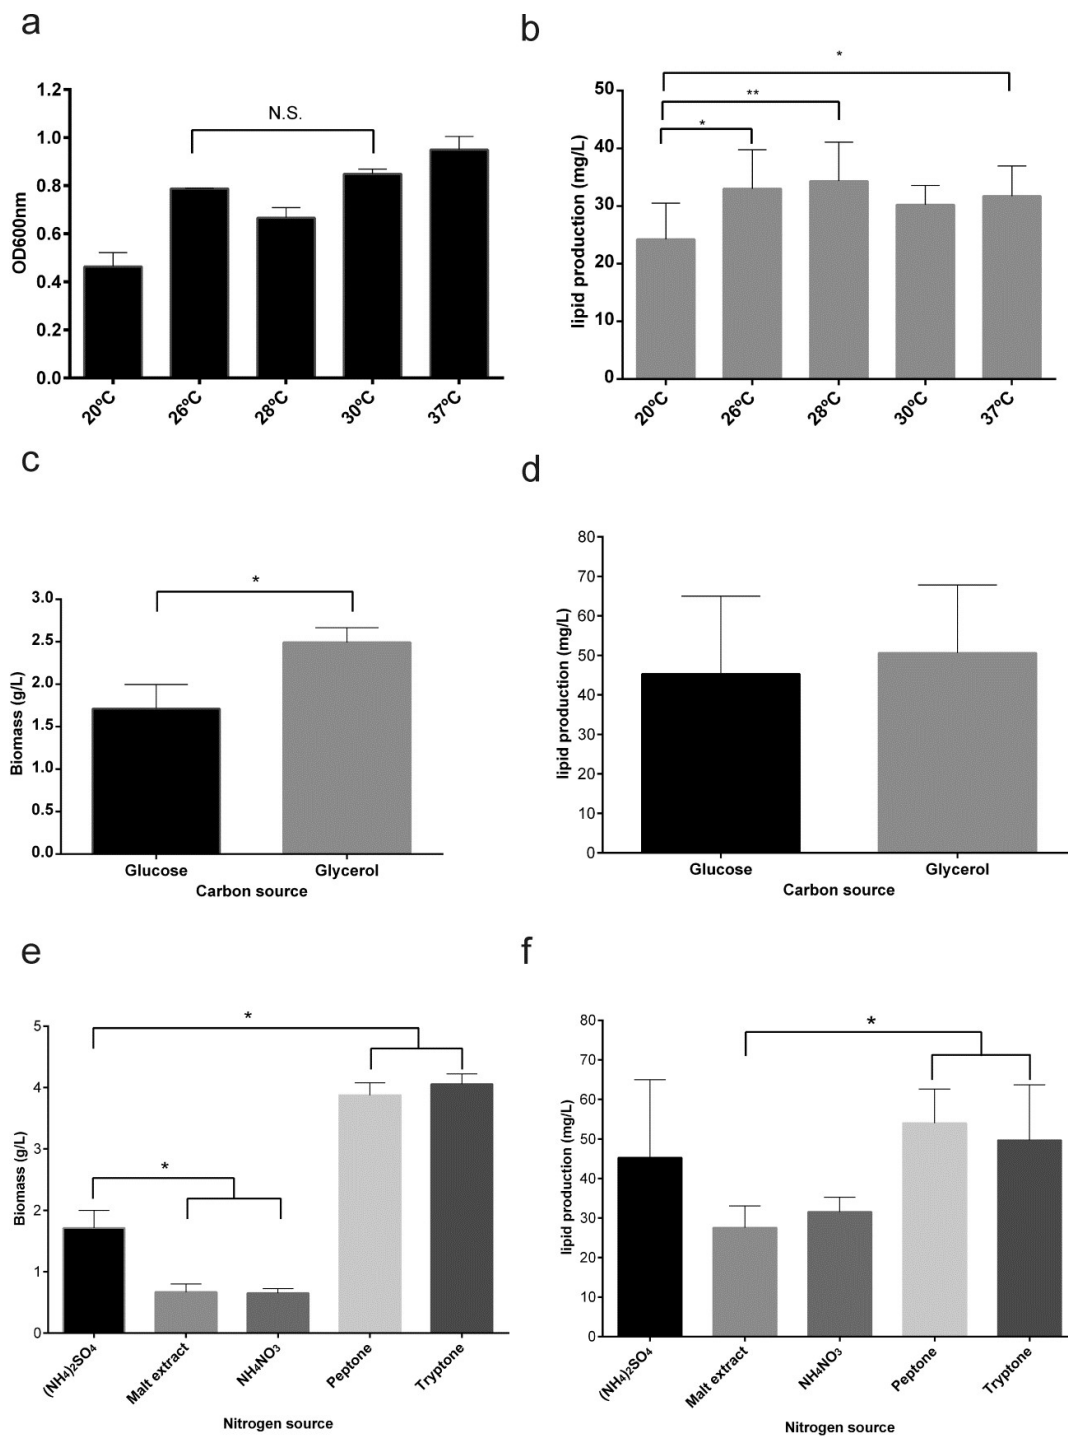 a
OD600nm
1.2
1.0
0.8
0.6
0.4
0.2
0.0
N.S.
20ºC
26ºC
28ºC
30ºC
37ºC
b
lipid production (mg/L)
50
40
30
20
10
0
*
**
*
20ºC
26ºC
28ºC
30ºC
37ºC
c
Biomass (g/L)
3.0
2.5
2.0
1.5
1.0
0.5
0.0
*
Glucose
Glycerol
Carbon source
d
lipid production (mg/L)
80
70
60
50
40
30
20
10
0
Glucose
Glycerol
Carbon source
e
Biomass (g/L)
5
4
3
2
1
0
*
*
(NH4)2SO4
Malt extract
NH4NO3
Peptone
Tryptone
Nitrogen source
f
lipid production (mg/L)
80
70
60
50
40
30
20
10
0
*
(NH4)2SO4
Malt extract
NH4NO3
Peptone
Tryptone
Nitrogen source